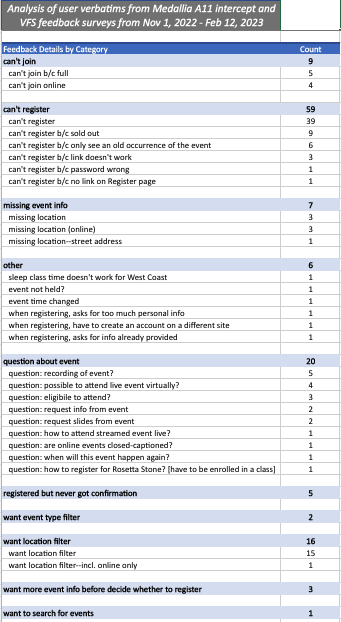 Analysis of user verbatims from Medallia A11 intercept and
VFS feedback surveys from Nov 1, 2022 - Feb 12, 2023
Feedback Details by Category Count
can't join 9
can't join b/c full 5
can't join online 4
can't register 59
can't register 39
can't register b/c sold out 9
can't register b/c only see an old occurrence of the event 6
can't register b/c link doesn't work 3
can't register b/c password wrong 1
can't register b/c no link on Register page 1
missing event info 7
missing location 3
missing location (online) 3
missing location--street address 1
other 6
sleep class time doesn't work for West Coast 1
event not held? 1
event time changed 1
when registering, asks for too much personal info 1
when registering, have to create an account on a different site 1
when registering, asks for info already provided 1
question about event 20
question: recording of event? 5
question: possible to attend live event virtually? 4
question: eligibile to attend? 3
question: request info from event 2
question: request slides from event 2
question: how to attend streamed event live? 1
question: are online events closed-captioned? 1
question: when will this event happen again? 1
question: how to register for Rosetta Stone? [have to be enrolled in a class] 1
registered but never got confirmation 5
want event type filter 2
want location filter 16
want location filter 15
want location filter--incl. online only 1
want more event info before decide whether to register 3
want to search for events 1